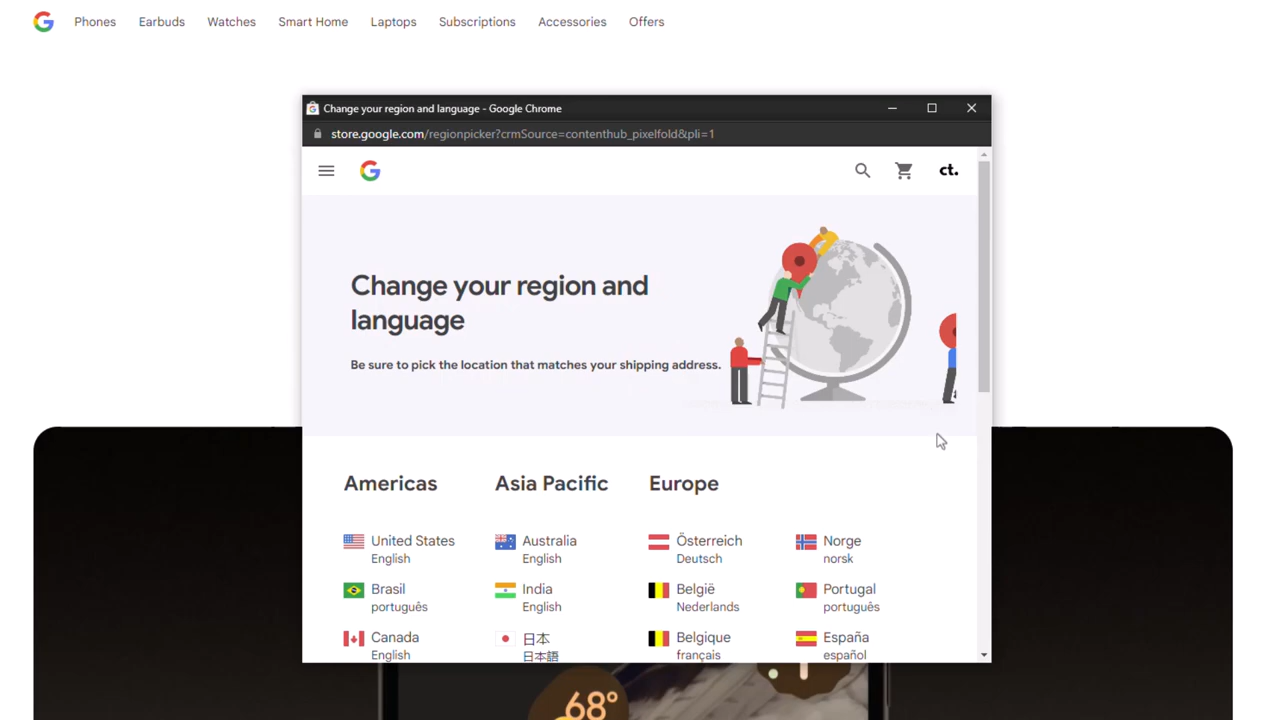 Phones Earbuds Watches Smart Home Laptops Subscriptions Accessories Offers
Change your region and language - Google Chrome
store.google.com/regionpicker?crmSource=contenthub_pixelfold&pli=1
ct.
Change your region and
language
Be sure to pick the location that matches your shipping address.
Americas
United States
English
Brasil
português
Canada
English
Asia Pacific
Australia
English
India
English
日本
日本語
Europe
Österreich
Deutsch
België
Nederlands
Belgique
français
Norge
norsk
Portugal
português
España
español
68°